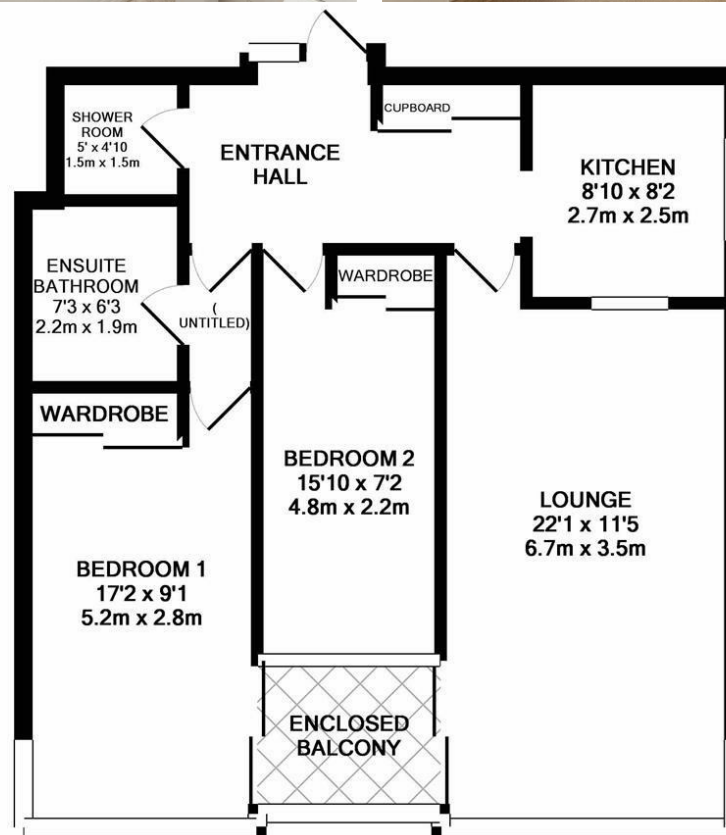 SHOWER
ROOM
5' x 4'10
1.5m x 1.5m
CUPBOARD
ENTRANCE
HALL
KITCHEN
8'10 x 8'2
2.7m x 2.5m
ENSUITE
BATHROOM
7'3 x 6'3
2.2m x 1.9m
(
UNTITLED)
WARDROBE
WARDROBE
BEDROOM 2
15'10 x 7'2
4.8m x 2.2m
LOUNGE
22'1 x 11'5
6.7m x 3.5m
BEDROOM 1
17'2 x 9'1
5.2m x 2.8m
ENCLOSED
BALCONY